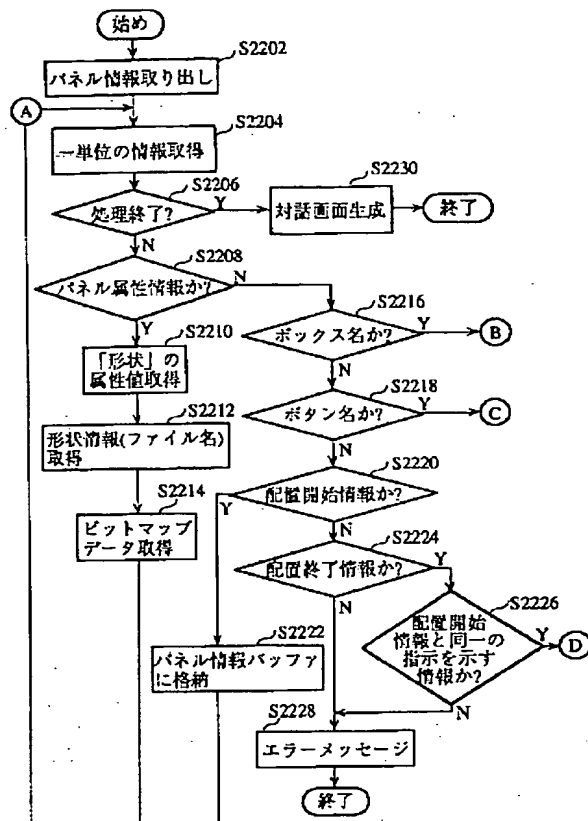 始め
S2202
パネル情報取り出し
A
S2204
一単位の情報取得
S2206
処理終了?
Y
S2230
対話画面生成
終了
N
S2208
パネル属性情報か?
N
Y
S2210
「形状」の
属性値取得
S2212
形状情報(ファイル名)
取得
S2214
ビットマップ
データ取得
S2216
ボックス名か?
Y
B
N
S2218
ボタン名か?
Y
C
N
S2220
配置開始情報か?
Y
N
S2224
配置終了情報か?
Y
N
S2226
配置開始
情報と同一の
指示を示す
情報か?
Y
D
N
S2222
パネル情報バッファ
に格納
S2228
エラーメッセージ
終了